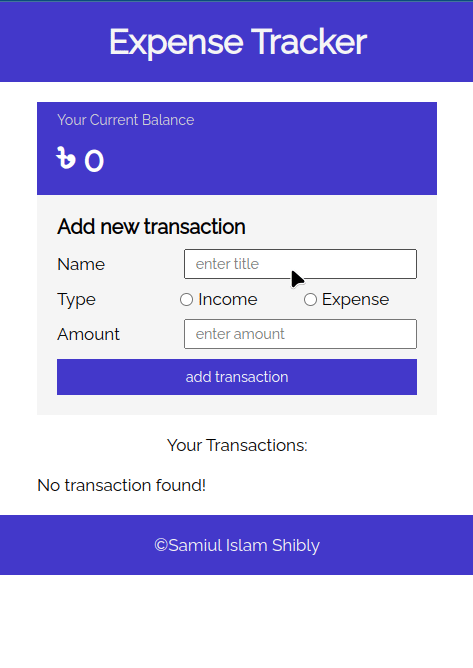 Expense Tracker
Your Current Balance
৳ 0
Add new transaction
Name enter title
Type Income Expense
Amount enter amount
add transaction
Your Transactions:
No transaction found!
©Samiul Islam Shibly